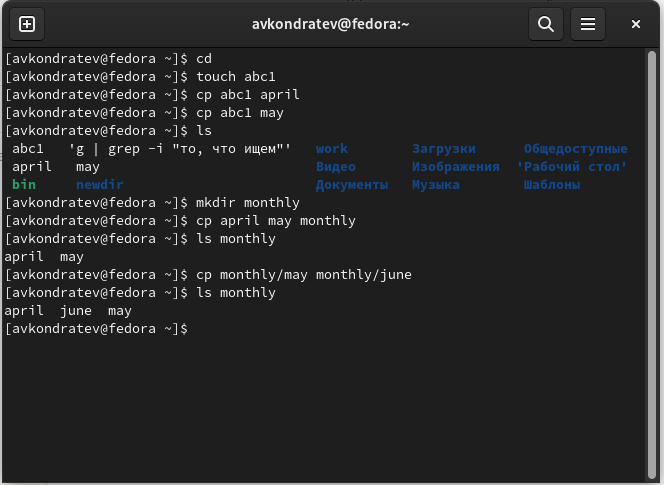 avkondratev@fedora:~
[avkondratev@fedora ~]$ cd
[avkondratev@fedora ~]$ touch abc1
[avkondratev@fedora ~]$ cp abc1 april
[avkondratev@fedora ~]$ cp abc1 may
[avkondratev@fedora ~]$ ls
abc1 'g | grep -i "то, что ищем"' work Загрузки Общедоступные
april may Видео Изображения 'Рабочий стол'
bin newdir Документы Музыка Шаблоны
[avkondratev@fedora ~]$ mkdir monthly
[avkondratev@fedora ~]$ cp april may monthly
[avkondratev@fedora ~]$ ls monthly
april may
[avkondratev@fedora ~]$ cp monthly/may monthly/june
[avkondratev@fedora ~]$ ls monthly
april june may
[avkondratev@fedora ~]$